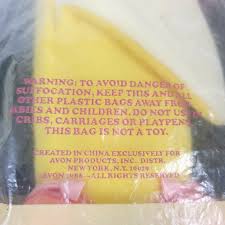 WARNING: TO AVOID DANGER OF
SUFFOCATION, KEEP THIS AND ALL
OTHER PLASTIC BAGS AWAY FROM
BABIES AND CHILDREN. DO NOT USE IN
CRIBS, CARRIAGES OR PLAYPENS.
THIS BAG IS NOT A TOY.
CREATED IN CHINA EXCLUSIVELY FOR
AVON PRODUCTS, INC. DISTR.
NEW YORK, N.Y. 10029
AVON ALL RIGHTS RESERVED